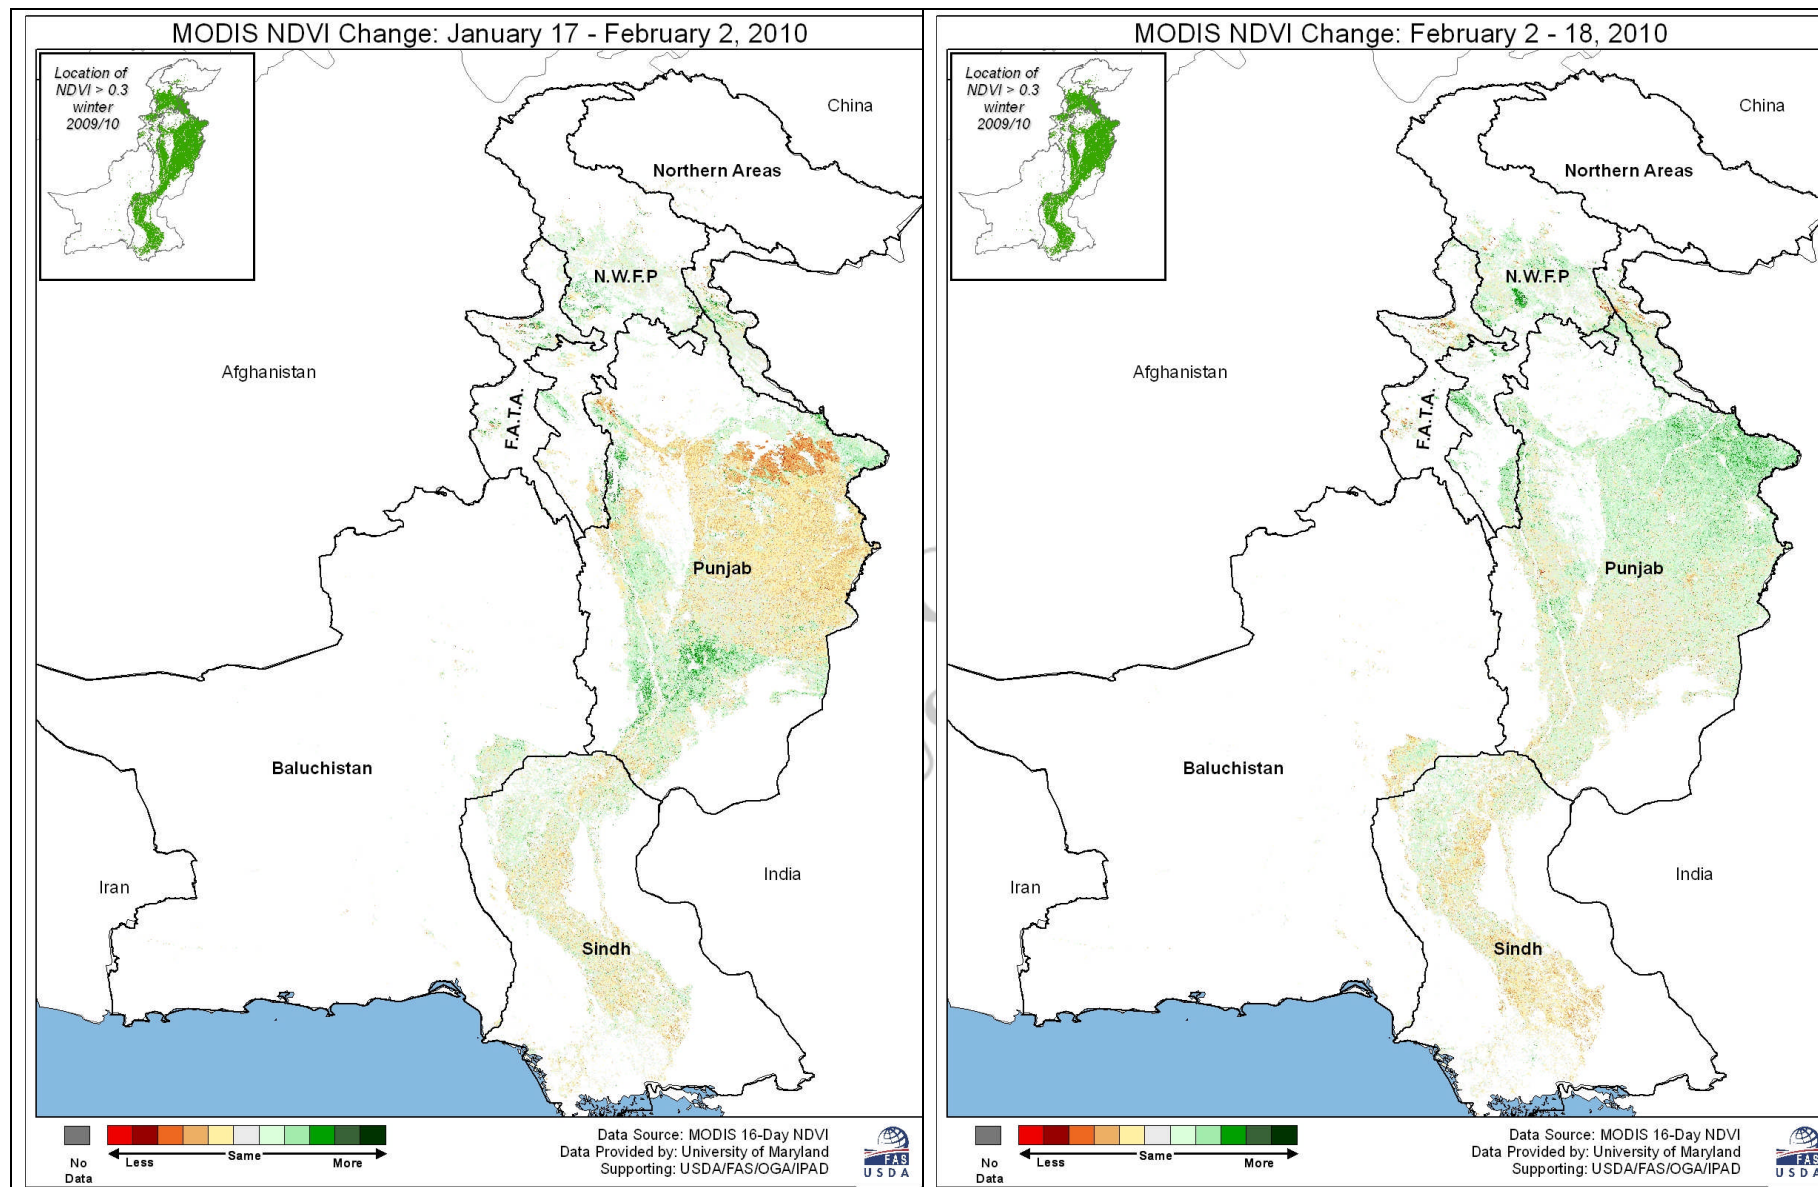 MODIS NDVI Change: January 17 - February 2, 2010
Location of
NDVI > 0.3
winter
2009/10
China
Northern Areas
N.W.F.P
Afghanistan
F.A.T.A.
Punjab
Baluchistan
Iran
India
Sindh
No
Data
Less
Same
More
Data Source: MODIS 16-Day NDVI
Data Provided by: University of Maryland
Supporting: USDA/FAS/OGA/IPAD
FAS
USDA
MODIS NDVI Change: February 2 - 18, 2010
Location of
NDVI > 0.3
winter
2009/10
China
Northern Areas
N.W.F.P
Afghanistan
F.A.T.A.
Punjab
Baluchistan
Iran
India
Sindh
No
Data
Less
Same
More
Data Source: MODIS 16-Day NDVI
Data Provided by: University of Maryland
Supporting: USDA/FAS/OGA/IPAD
FAS
USDA